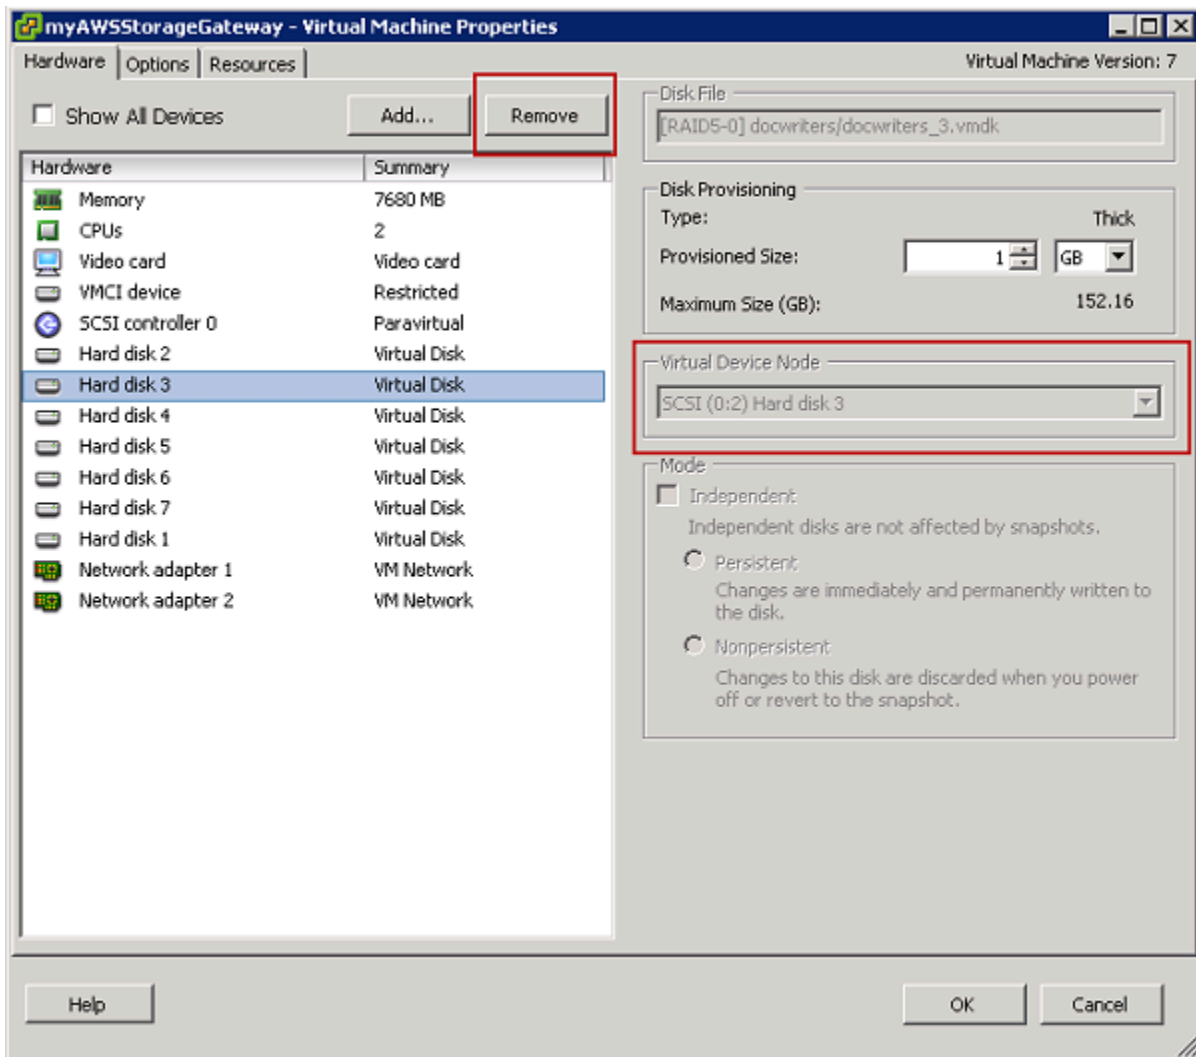 myAWSStorageGateway - Virtual Machine Properties
Hardware Options Resources
Virtual Machine Version: 7
Show All Devices
Add...
Remove
Hardware Summary
Memory 7680 MB
CPUs 2
Video card Video card
VMCI device Restricted
SCSI controller 0 Paravirtual
Hard disk 2 Virtual Disk
Hard disk 3 Virtual Disk
Hard disk 4 Virtual Disk
Hard disk 5 Virtual Disk
Hard disk 6 Virtual Disk
Hard disk 7 Virtual Disk
Hard disk 1 Virtual Disk
Network adapter 1 VM Network
Network adapter 2 VM Network
Disk File
[RAID5-0] docwriters/docwriters_3.vmdk
Disk Provisioning
Type: Thick
Provisioned Size: 1 GB
Maximum Size (GB): 152.16
Virtual Device Node
SCSI (0:2) Hard disk 3
Mode
Independent
Independent disks are not affected by snapshots.
Persistent
Changes are immediately and permanently written to
the disk.
Nonpersistent
Changes to this disk are discarded when you power
off or revert to the snapshot.
Help
OK
Cancel